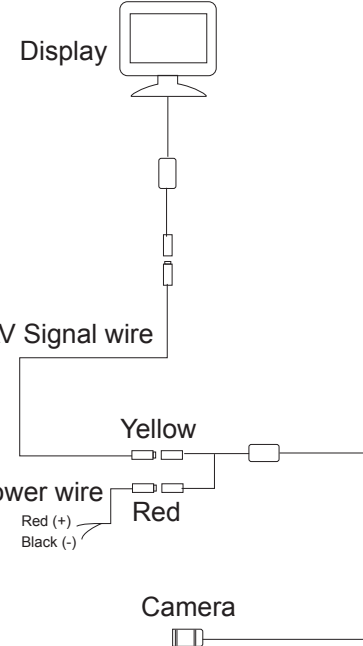 Display
V Signal wire
Yellow
ower wire
Red
Red (+)
Black (-)
Camera